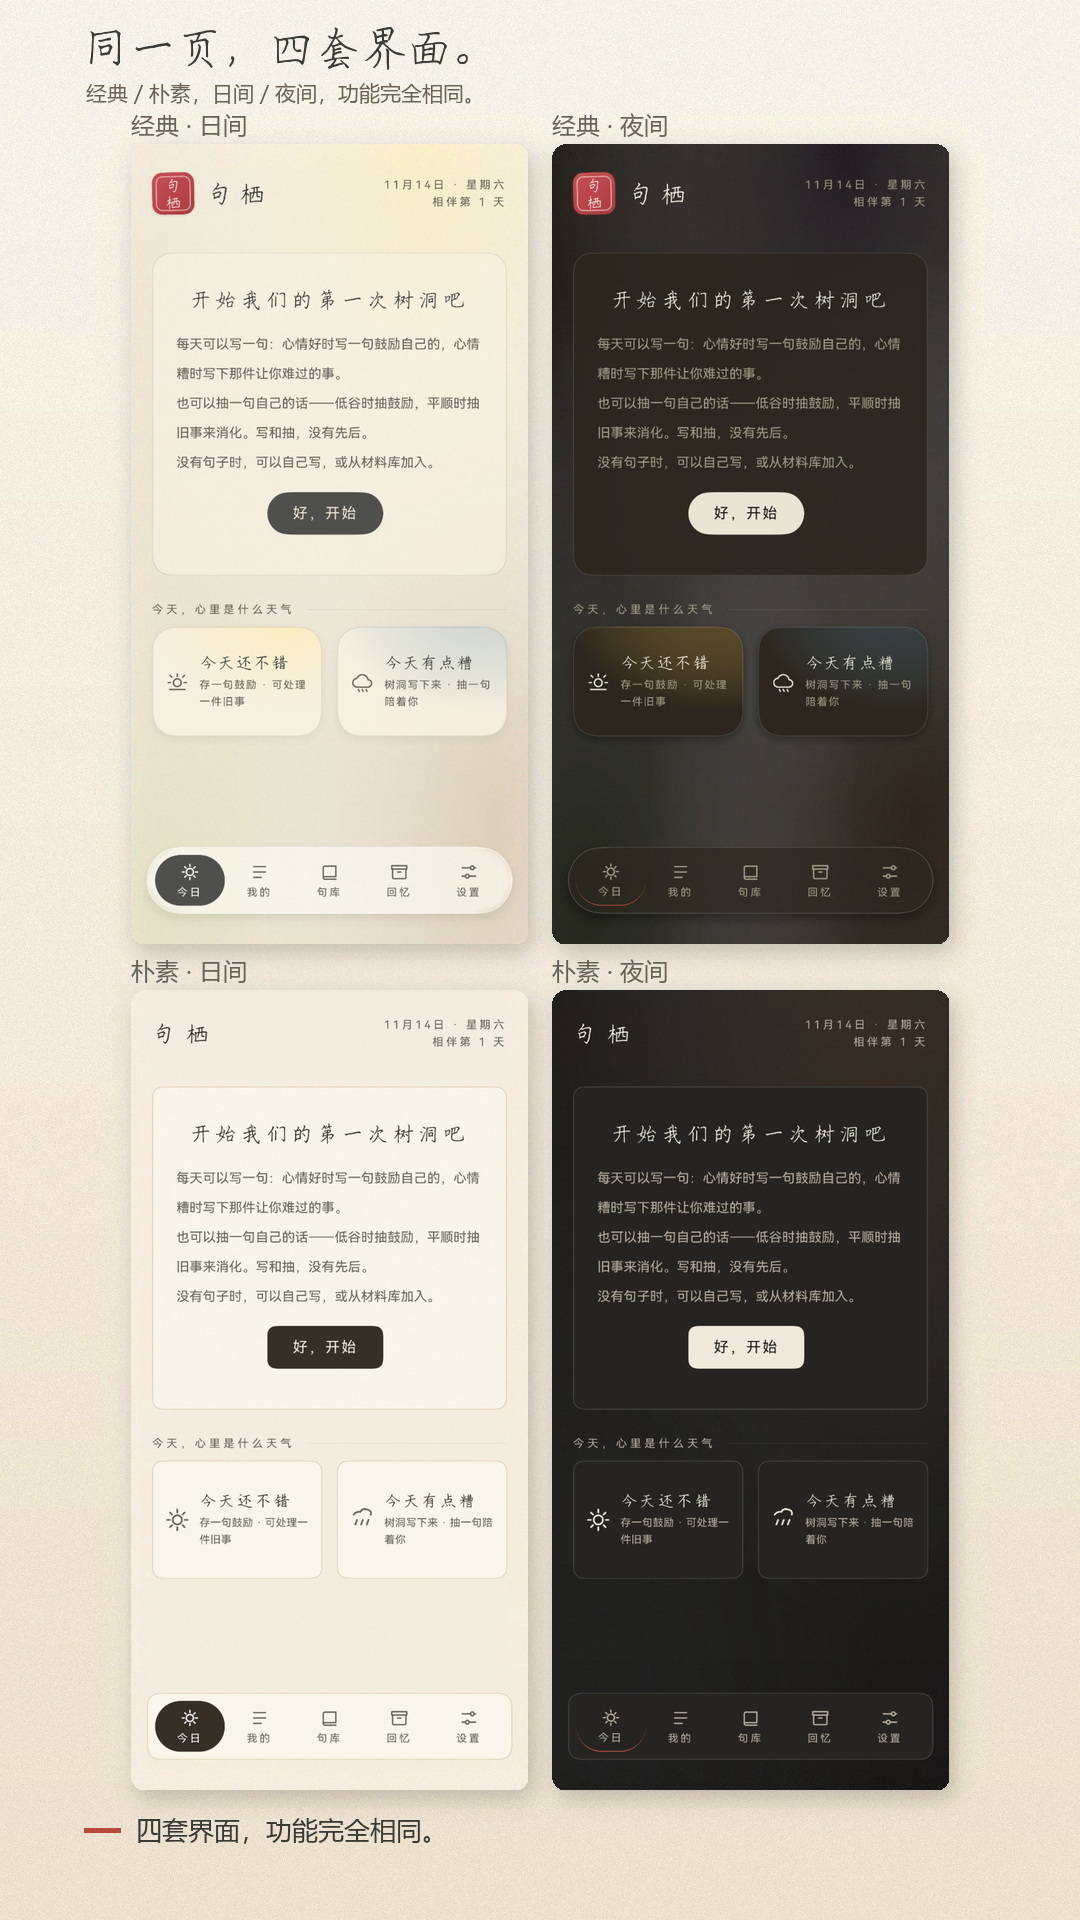 同一页，四套界面。
经典 / 朴素，日间 / 夜间，功能完全相同。
经典 · 日间
句栖
句栖
11月14日 · 星期六
相伴第 1 天
开始我们的第一次树洞吧
每天可以写一句：心情好时写一句鼓励自己的，心情
糟时写下那件让你难过的事。
也可以抽一句自己的话——低谷时抽鼓励，平顺时抽
旧事来消化。写和抽，没有先后。
没有句子时，可以自己写，或从材料库加入。
好，开始
今天，心里是什么天气
今天还不错
存一句鼓励 · 可处理
一件旧事
今天有点糟
树洞写下来 · 抽一句
陪着你
今日
我的
句库
回忆
设置
经典 · 夜间
句栖
句栖
11月14日 · 星期六
相伴第 1 天
开始我们的第一次树洞吧
每天可以写一句：心情好时写一句鼓励自己的，心情
糟时写下那件让你难过的事。
也可以抽一句自己的话——低谷时抽鼓励，平顺时抽
旧事来消化。写和抽，没有先后。
没有句子时，可以自己写，或从材料库加入。
好，开始
今天，心里是什么天气
今天还不错
存一句鼓励 · 可处理
一件旧事
今天有点糟
树洞写下来 · 抽一句
陪着你
今日
我的
句库
回忆
设置
朴素 · 日间
句栖
11月14日 · 星期六
相伴第 1 天
开始我们的第一次树洞吧
每天可以写一句：心情好时写一句鼓励自己的，心情
糟时写下那件让你难过的事。
也可以抽一句自己的话——低谷时抽鼓励，平顺时抽
旧事来消化。写和抽，没有先后。
没有句子时，可以自己写，或从材料库加入。
好，开始
今天，心里是什么天气
今天还不错
存一句鼓励 · 可处理一
件旧事
今天有点糟
树洞写下来 · 抽一句陪
着你
今日
我的
句库
回忆
设置
朴素 · 夜间
句栖
11月14日 · 星期六
相伴第 1 天
开始我们的第一次树洞吧
每天可以写一句：心情好时写一句鼓励自己的，心情
糟时写下那件让你难过的事。
也可以抽一句自己的话——低谷时抽鼓励，平顺时抽
旧事来消化。写和抽，没有先后。
没有句子时，可以自己写，或从材料库加入。
好，开始
今天，心里是什么天气
今天还不错
存一句鼓励 · 可处理一
件旧事
今天有点糟
树洞写下来 · 抽一句陪
着你
今日
我的
句库
回忆
设置
四套界面，功能完全相同。